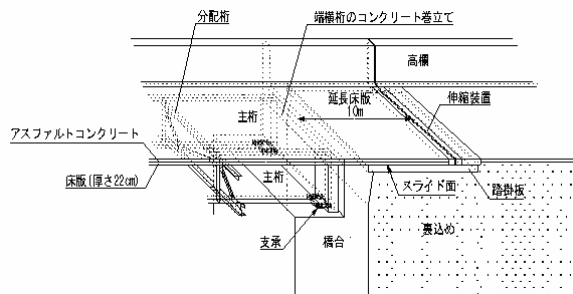 分配桁
端横桁のコンクリート巻立て
高欄
延長床版
10m
伸縮装置
主桁
アスファルトコンクリート
床版(厚さ22cm)
主桁
スライド面
踏掛板
支承
橋台
裏込め